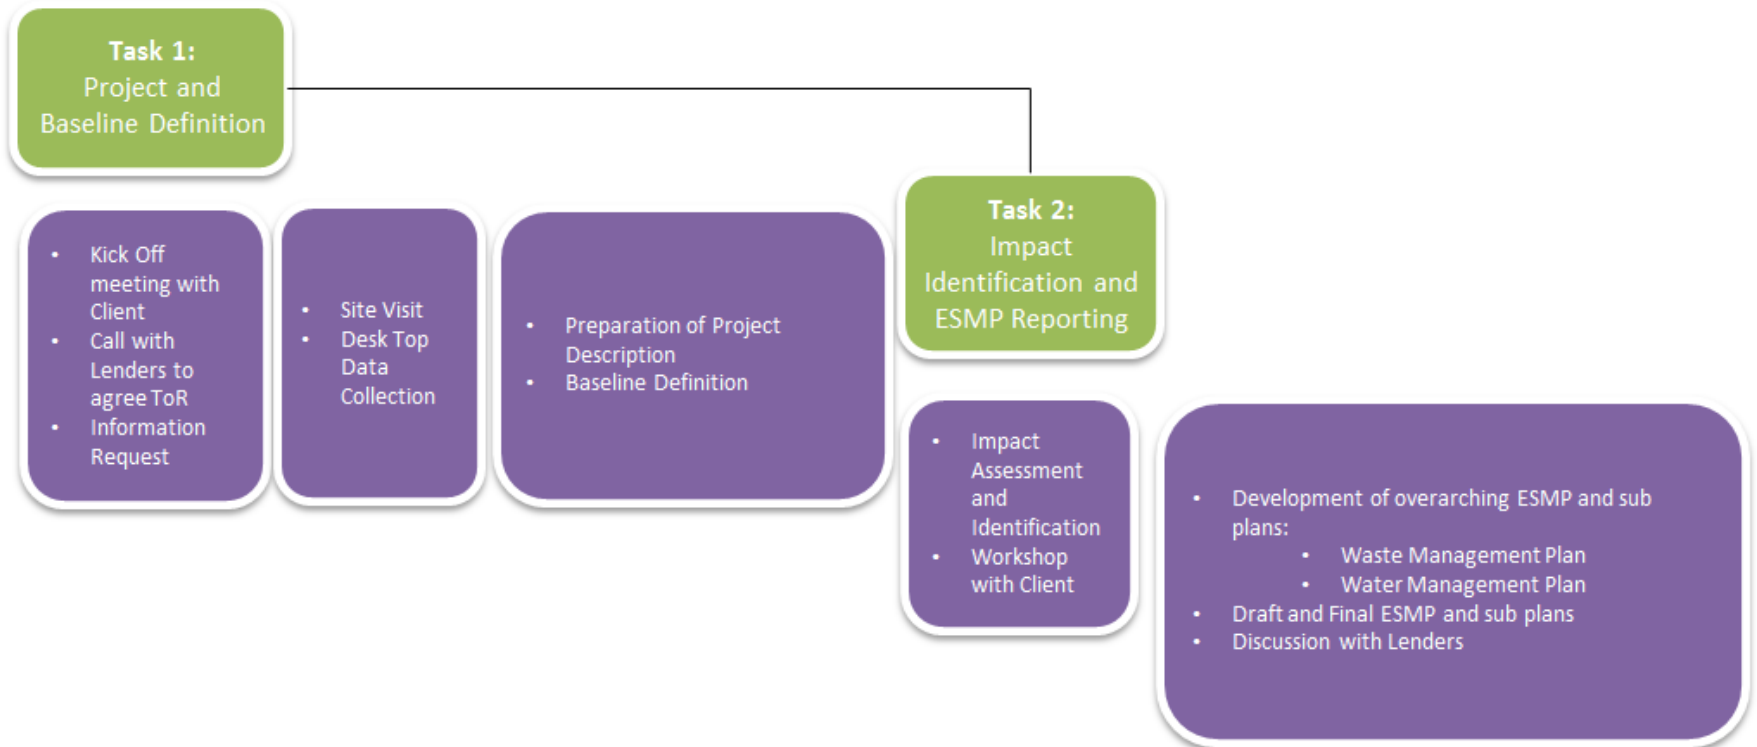 Task 1:
Project and
Baseline Definition
• Kick Off
meeting with
Client
• Call with
Lenders to
agree ToR
• Information
Request
• Site Visit
• Desk Top
Data
Collection
• Preparation of Project
Description
• Baseline Definition
Task 2:
Impact
Identification and
ESMP Reporting
• Impact
Assessment
and
Identification
• Workshop
with Client
• Development of overarching ESMP and sub
plans:
• Waste Management Plan
• Water Management Plan
• Draft and Final ESMP and sub plans
• Discussion with Lenders